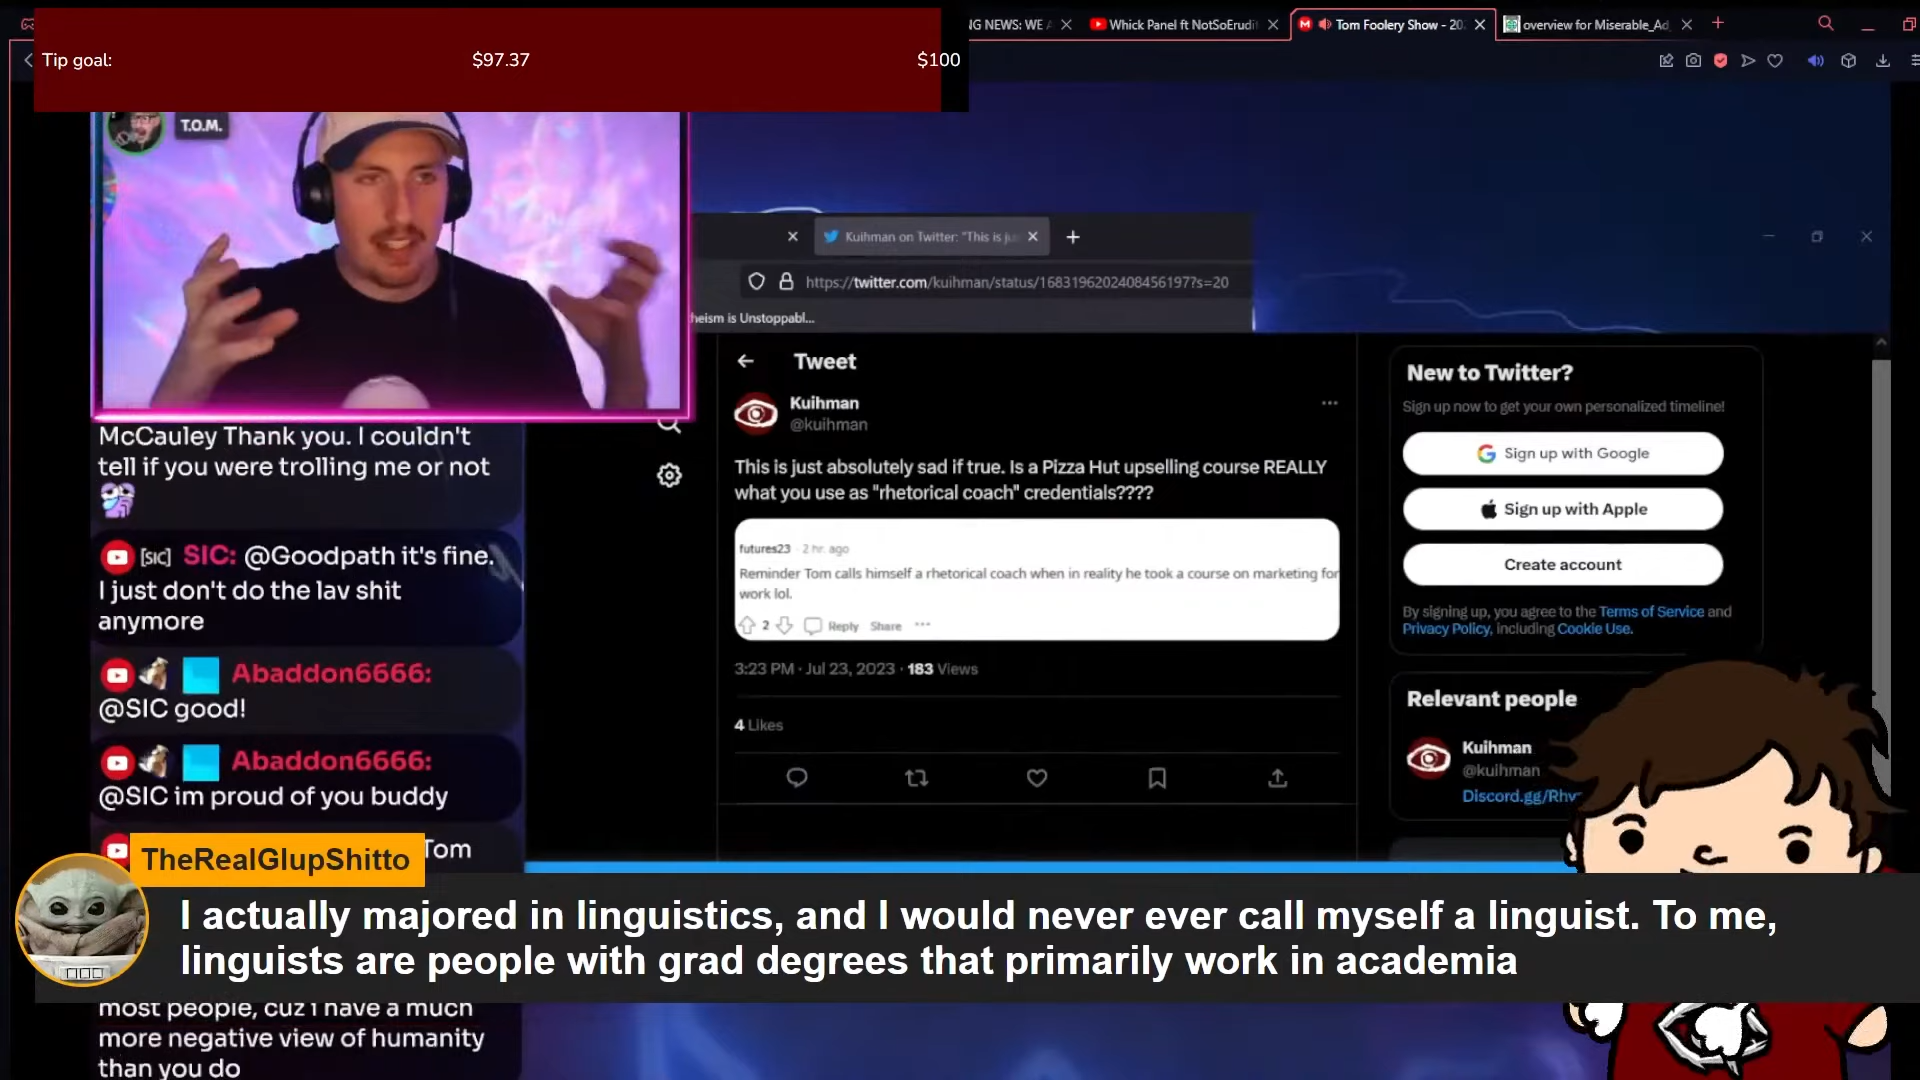 NG NEWS: WE A
Whick Panel ft NotSoErudi
Tom Foolery Show - 20
overview for Miserable_Ad
Tip goal:
$97.37
$100
T.O.M.
Kuihman on Twitter: "This is ju
https://twitter.com/kuihman/status/1683196202408456197?s=20
heism is Unstoppabl...
Tweet
Kuihman
@kuihman
This is just absolutely sad if true. Is a Pizza Hut upselling course REALLY
what you use as "rhetorical coach" credentials????
futures23 · 2 hr. ago
Reminder Tom calls himself a rhetorical coach when in reality he took a course on marketing for
work lol.
2
Reply
Share
3:23 PM · Jul 23, 2023 · 183 Views
4 Likes
New to Twitter?
Sign up now to get your own personalized timeline!
Sign up with Google
Sign up with Apple
Create account
By signing up, you agree to the Terms of Service and
Privacy Policy, including Cookie Use.
Relevant people
Kuihman
@kuihman
Discord.gg/Rhv
McCauley Thank you. I couldn't
tell if you were trolling me or not
[SIC] SIC: @Goodpath it's fine.
I just don't do the lav shit
anymore
Abaddon6666:
@SIC good!
Abaddon6666:
@SIC im proud of you buddy
Tom
TheRealGlupShitto
I actually majored in linguistics, and I would never ever call myself a linguist. To me,
linguists are people with grad degrees that primarily work in academia
most people, cuz i have a much
more negative view of humanity
than you do